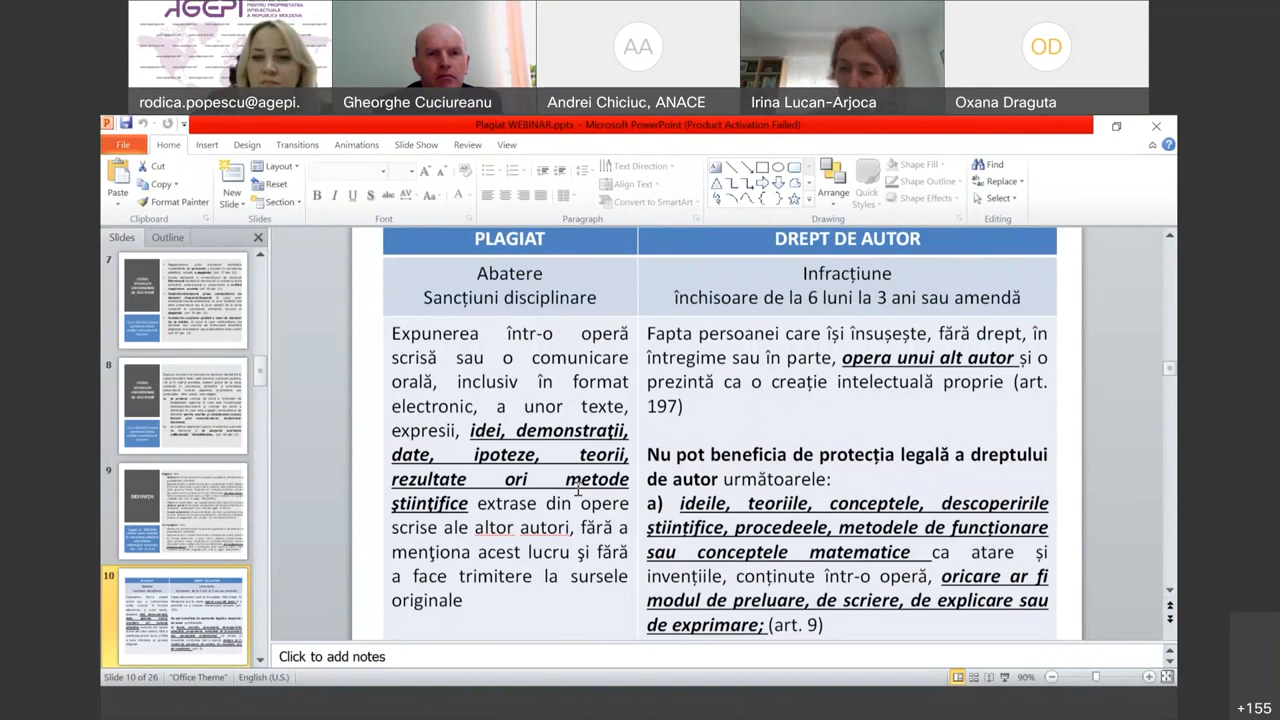 AGEPI
PENTRU PROPRIETATEA
INTELECTUALĂ
A REPUBLICII MOLDOVA
AA
OD
rodica.popescu@agepi.
Gheorghe Cuciureanu
Andrei Chiciuc, ANACE
Irina Lucan-Arjoca
Oxana Draguta
Plagiat WEBINAR.ppts - Microsoft PowerPoint (Product Activation Failed)
File Home Insert Design Transitions Animations Slide Show Review View
Paste
Cut
Copy
Format Painter
Clipboard
New
Slide
Layout
Reset
Section
Slides
Font
Text Direction
Align Text
Convert to SmartArt
Paragraph
Arrange
Quick
Styles
Shape Fill
Shape Outline
Shape Effects
Drawing
Find
Replace
Select
Editing
Slides Outline
7
8
9
DEFINIȚII
10
PLAGIAT
DREPT DE AUTOR
Abatere
Sancțiuni disciplinare
Infracțiune
închisoare de la 6 luni la 3 ani sau amendă
Expunerea într-o operă
scrisă sau o comunicare
orală, inclusiv în format
electronic, a unor texte,
expresii, idei, demonstrații,
date, ipoteze, teorii,
rezultate ori metode
științifice extrase din opere
scrise ale altor autori, fără a
menționa acest lucru și fără
a face trimitere la sursele
originale
Fapta persoanei care își însușește, fără drept, în
întregime sau în parte, opera unui alt autor și o
prezintă ca o creație intelectuală proprie (art.
197)
Nu pot beneficia de protecția legală a dreptului
de autor următoarele:
a) ideile, teoriile, conceptele, descoperirile
științifice, procedeele, metodele de funcționare
sau conceptele matematice ca atare și
invențiile, conținute într-o operă, oricare ar fi
modul de preluare, de scriere, de explicare sau
de exprimare (art. 9)
Click to add notes
Slide 10 of 26 "Office Theme" English (U.S.) 90%
+155